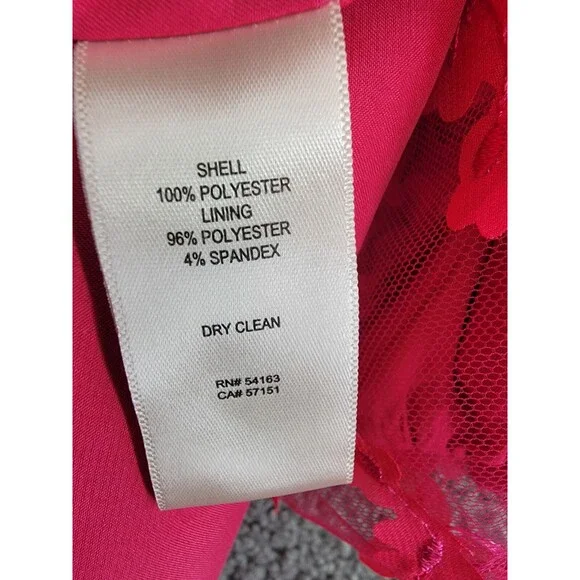 SHELL
100% POLYESTER
LINING
96% POLYESTER
4% SPANDEX
DRY CLEAN
RN# 54163
CA# 57151